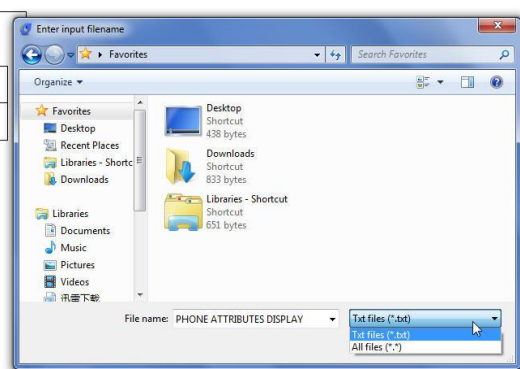 Enter input filename
Favorites
Search Favorites
Organize
Favorites
Desktop
Recent Places
Libraries - Shortc
Downloads
Libraries
Documents
Music
Pictures
Videos
迅雷下载
Desktop
Shortcut
438 bytes
Downloads
Shortcut
833 bytes
Libraries - Shortcut
Shortcut
651 bytes
File name: PHONE ATTRIBUTES DISPLAY
Txt files (*.txt)
Txt files (*.txt)
All files (*.*)